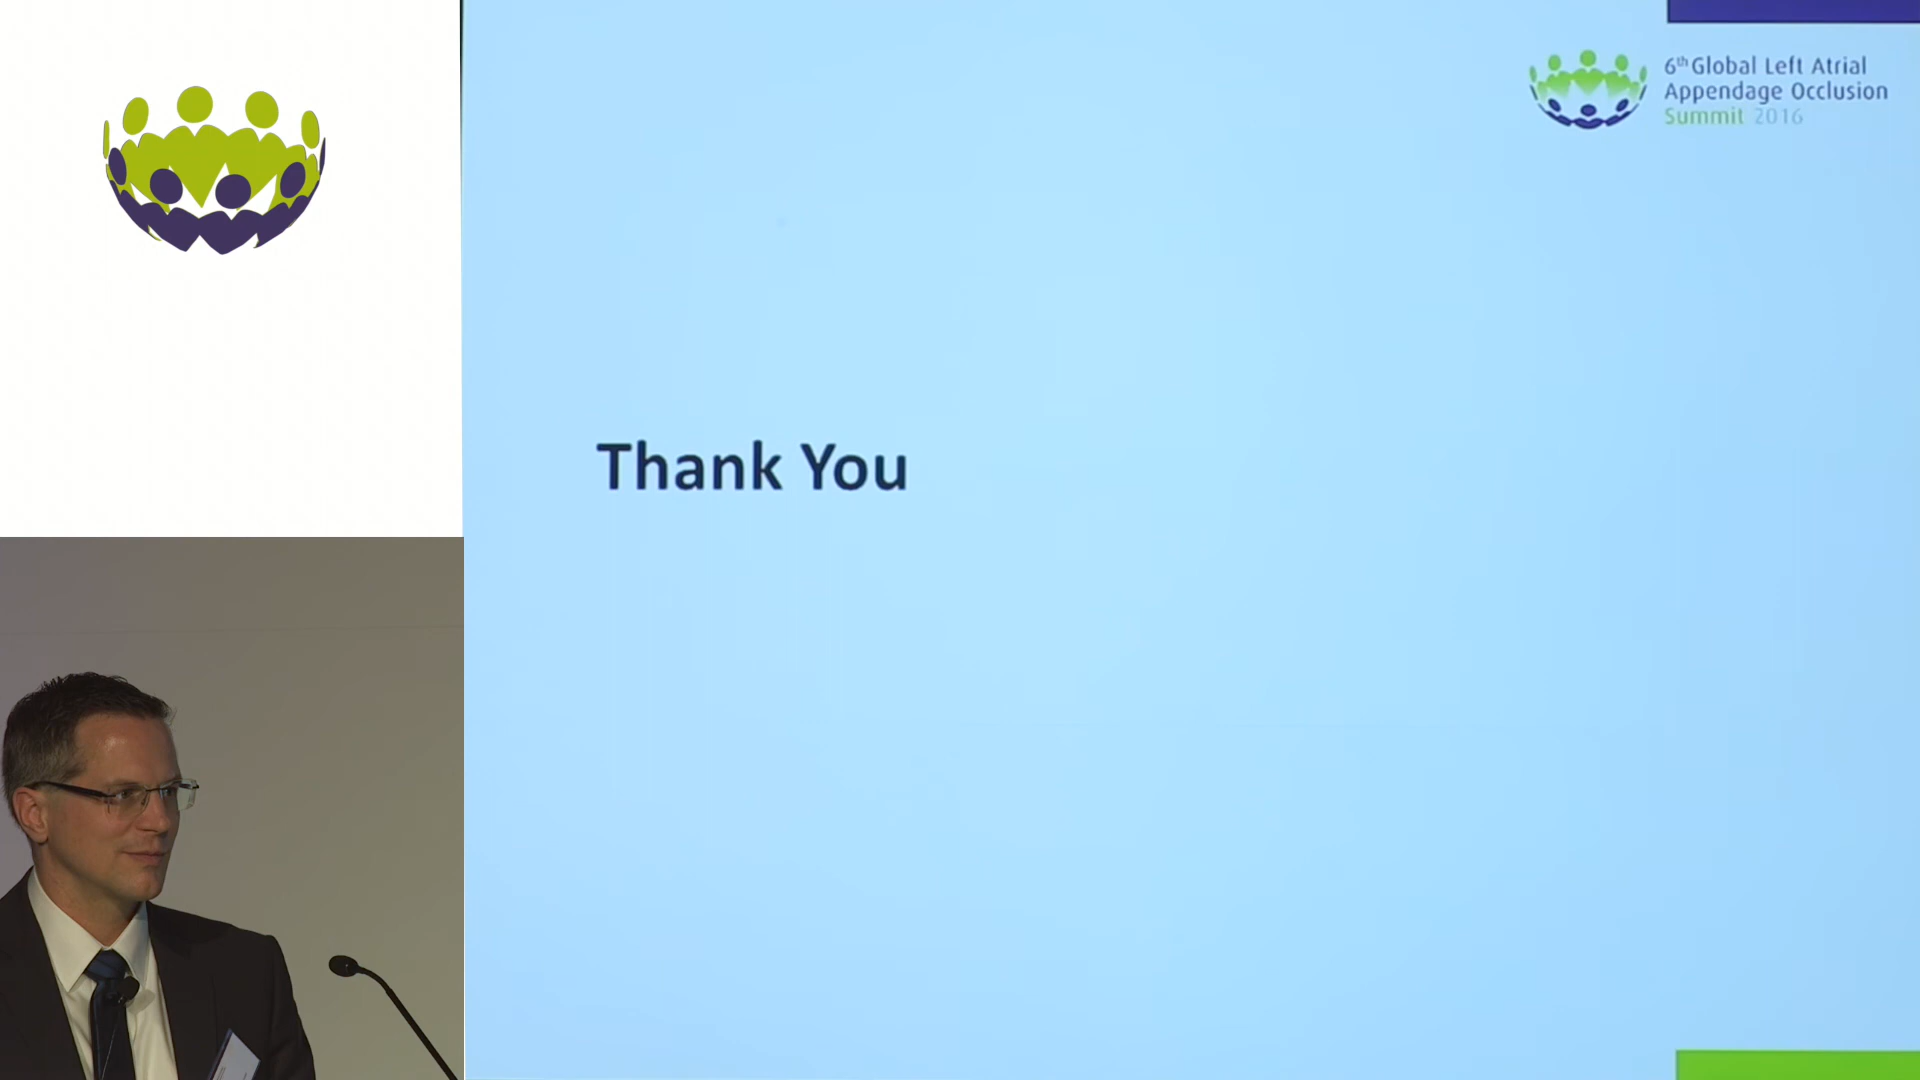 6th Global Left Atrial
Appendage Occlusion
Summit 2016
Thank You